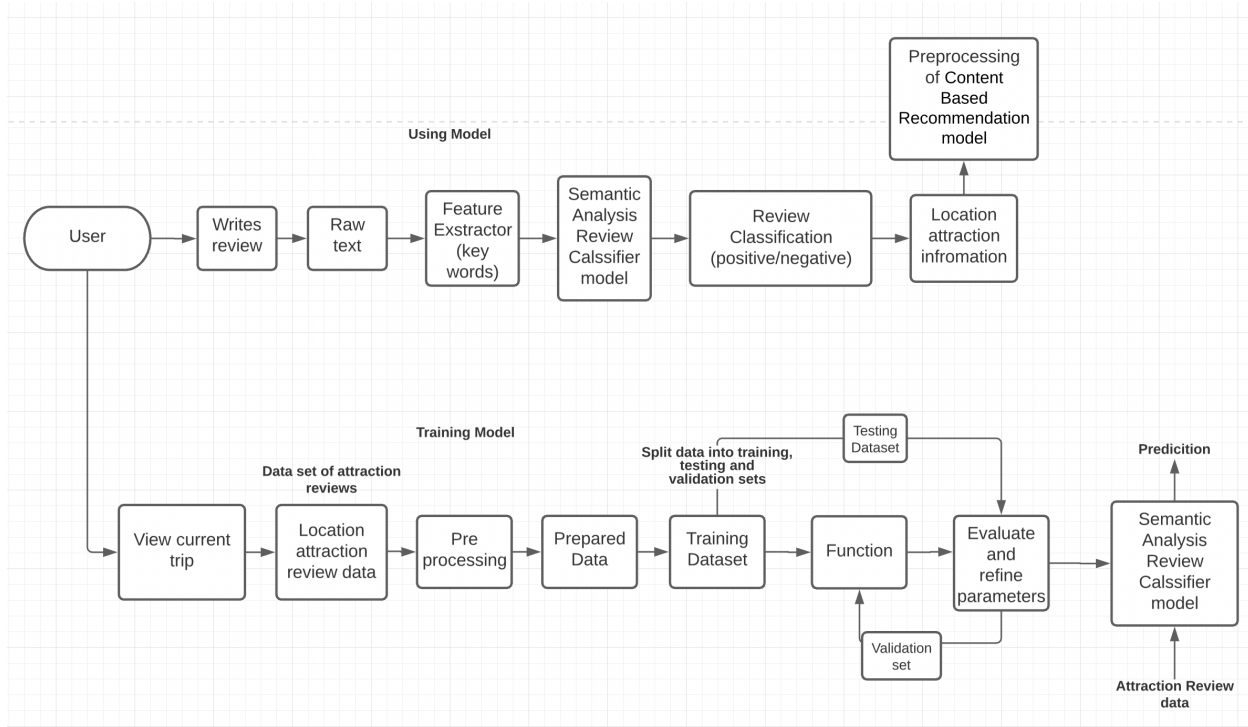 Preprocessing
of Content
Based
Recommendation
model
Using Model
User
Writes
review
Raw
text
Feature
Exstractor
(key
words)
Semantic
Analysis
Review
Calssifier
model
Review
Classification
(positive/negative)
Location
attraction
infromation
Training Model
Data set of attraction
reviews
Split data into training,
testing and
validation sets
Testing
Dataset
Predicition
View current
trip
Location
attraction
review data
Pre
processing
Prepared
Data
Training
Dataset
Function
Evaluate
and
refine
parameters
Semantic
Analysis
Review
Calssifier
model
Validation
set
Attraction Review
data